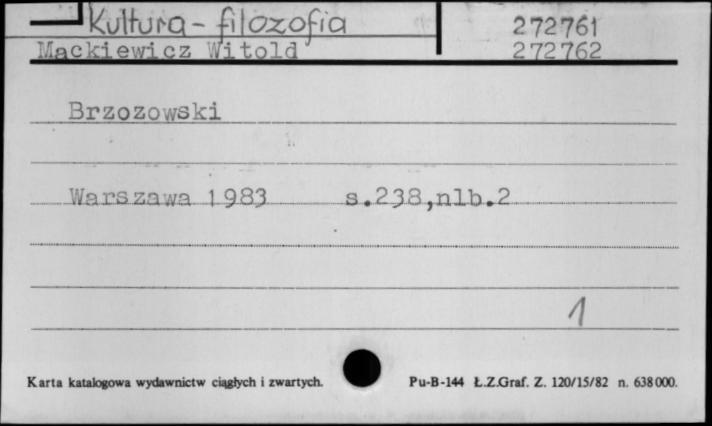 Kultura - filozofia 272761
Mackiewicz Witold 272762
Brzozowski
Warszawa 1983 s.238,nlb.2
1
Karta katalogowa wydawnictw ciągłych i zwartych. Pu-B-144 Ł.Z.Graf. Z. 120/15/82 n. 638000.